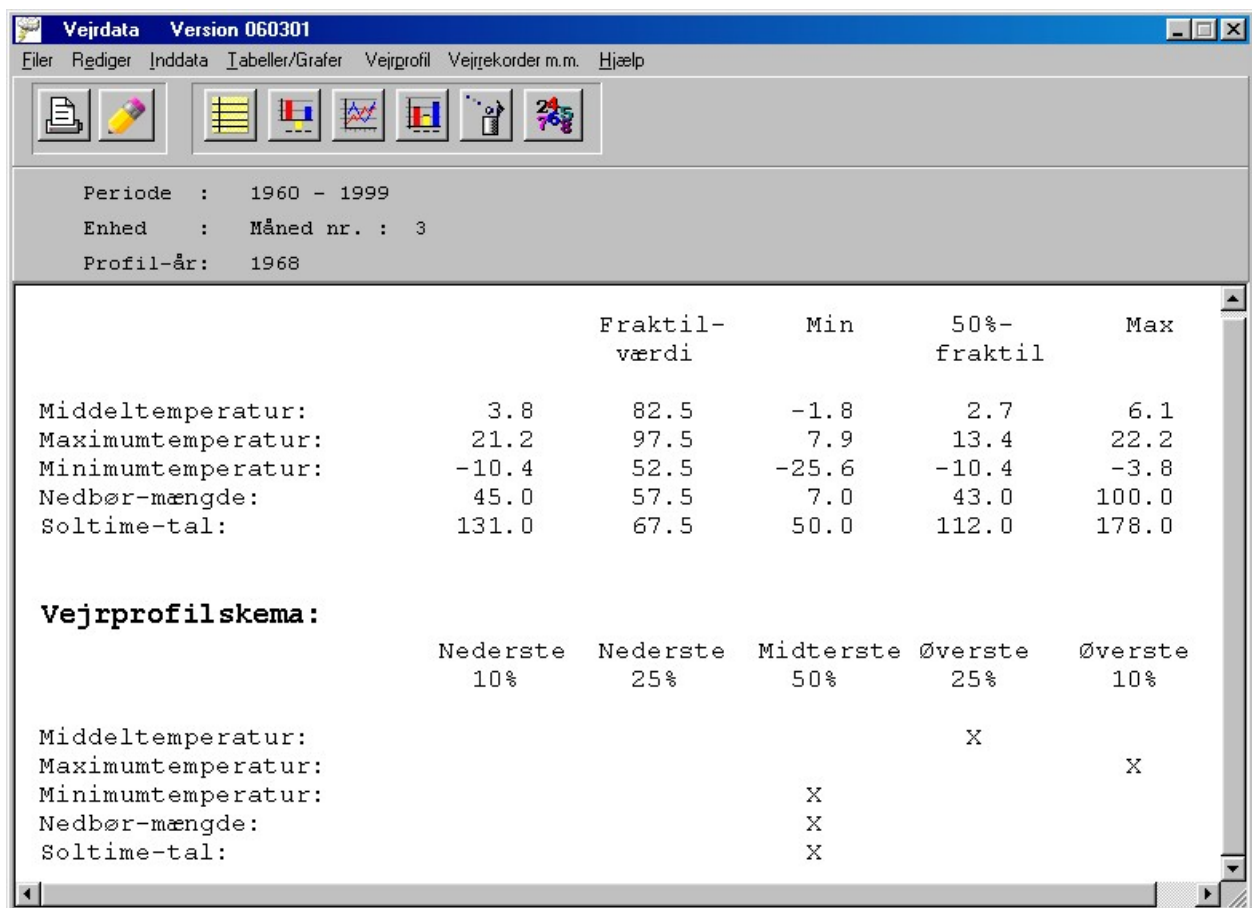 Vejrdata Version 060301
Filer Rediger Inddata Tabeller/Grafer Vejrprofil Vejrrekorder m.m. Hjælp
Periode : 1960 - 1999
Enhed : Måned nr. : 3
Profil-år: 1968
Fraktil- Min 50%- Max
værdi fraktil
Middeltemperatur: 3.8 82.5 -1.8 2.7 6.1
Maximumtemperatur: 21.2 97.5 7.9 13.4 22.2
Minimumtemperatur: -10.4 52.5 -25.6 -10.4 -3.8
Nedbør-mængde: 45.0 57.5 7.0 43.0 100.0
Soltime-tal: 131.0 67.5 50.0 112.0 178.0
Vejrprofilskema:
Nederste Nederste Midterste Øverste Øverste
10% 25% 50% 25% 10%
Middeltemperatur: X
Maximumtemperatur: X
Minimumtemperatur: X
Nedbør-mængde: X
Soltime-tal: X